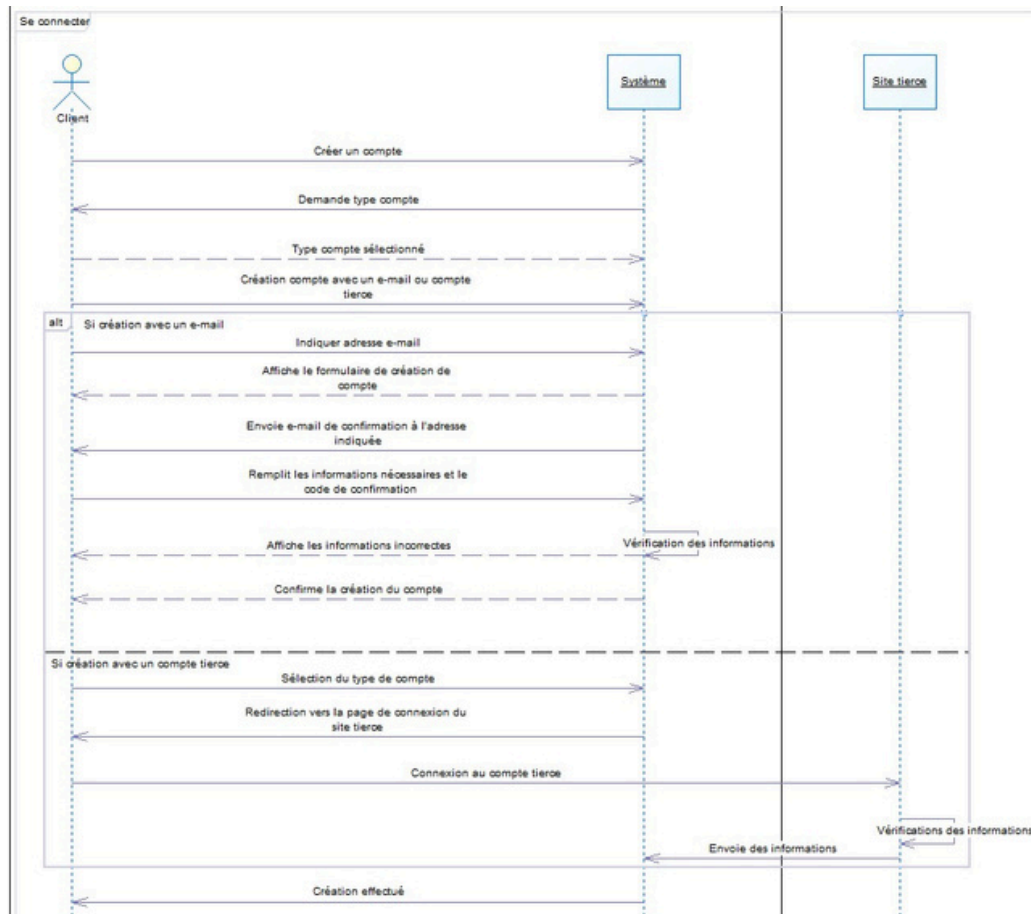 Se connecter
Système
Site tierce
Client
Créer un compte
Demande type compte
Type compte sélectionné
Création compte avec un e-mail ou compte
tierce
alt
Si création avec un e-mail
Indiquer adresse e-mail
Affiche le formulaire de création de
compte
Envoie e-mail de confirmation à l'adresse
indiquée
Remplit les informations nécessaires et le
code de confirmation
Vérification des informations
Affiche les informations incorrectes
Confirme la création du compte
Si création avec un compte tierce
Sélection du type de compte
Redirection vers la page de connexion du
site tierce
Connexion au compte tierce
Vérifications des informations
Envoie des informations
Création effectué